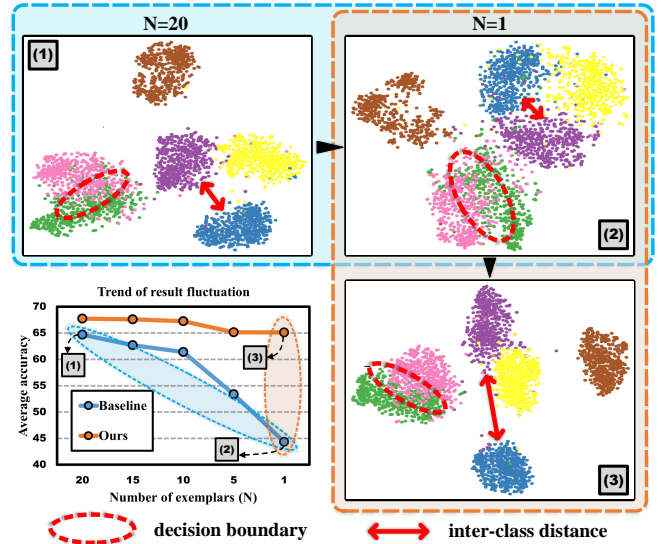 N=20
N=1
(1)
(2)
(3)
Trend of result fluctuation
Average accuracy
70
65
60
55
50
45
40
(1)
(3)
(2)
Baseline
Ours
20
15
10
5
1
Number of exemplars (N)
decision boundary
inter-class distance